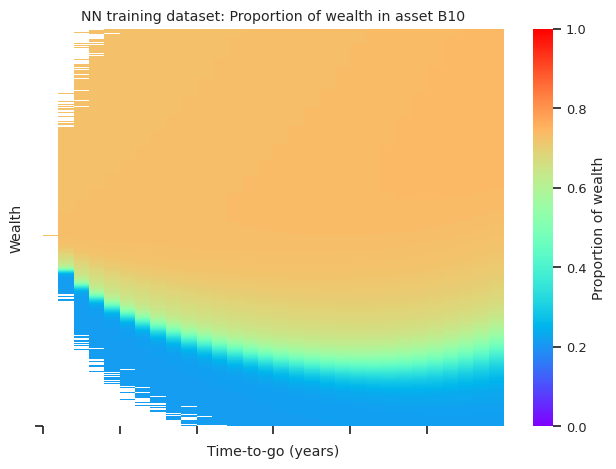 NN training dataset: Proportion of wealth in asset B10
Wealth
Time-to-go (years)
1.0
0.8
0.6
0.4
0.2
0.0
Proportion of wealth